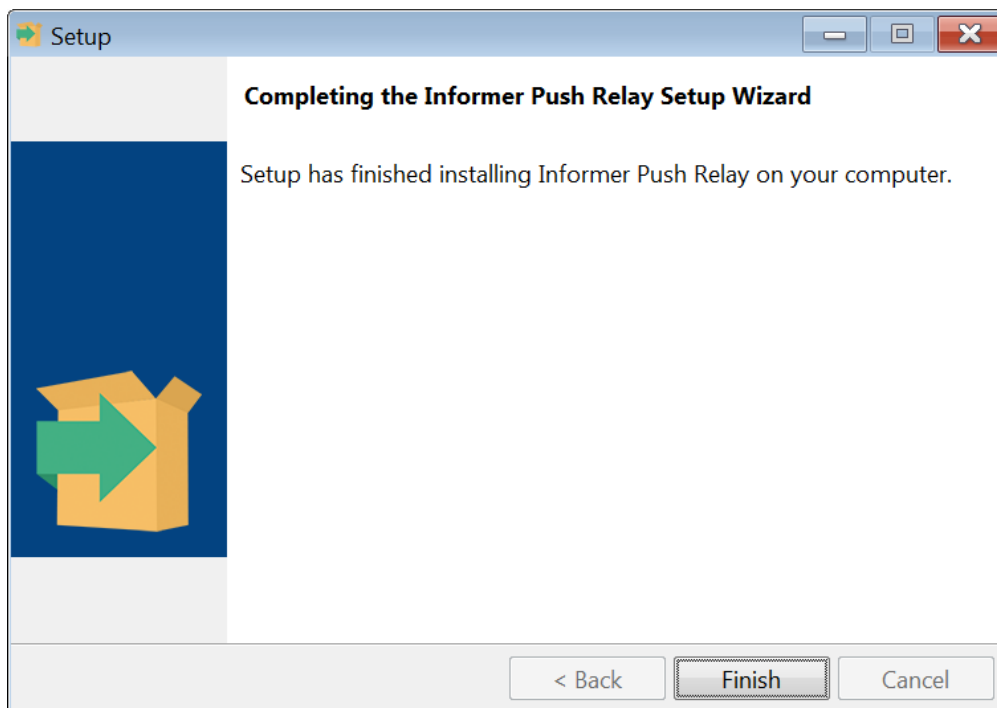 Setup
Completing the Informer Push Relay Setup Wizard
Setup has finished installing Informer Push Relay on your computer.
< Back
Finish
Cancel